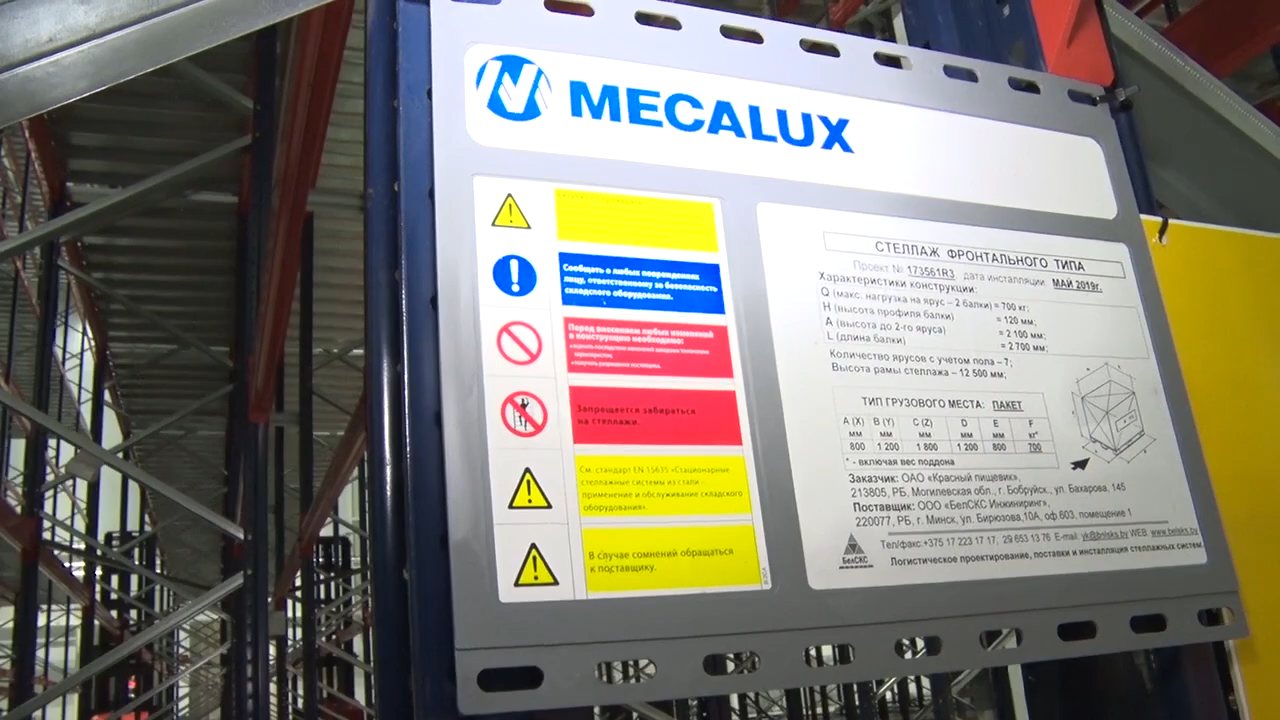 MECALUX
Сообщать о любых повреждениях
лицу, ответственному за безопасность
складского оборудования.
Перед внесением любых изменений
в конструкцию необходимо:
Запрещается забираться
на стеллажи.
См. стандарт EN 15635 «Стационарные
стеллажные системы из стали –
применение и обслуживание складского
оборудования».
В случае сомнений обращаться
к поставщику.
СТЕЛЛАЖ ФРОНТАЛЬНОГО ТИПА
Проект № 173561R3 дата инсталляции МАЙ 2019г.
Характеристики конструкции:
Q (макс. нагрузка на ярус – 2 балки) = 700 кг;
H (высота профиля балки) = 120 мм;
A (высота до 2-го яруса) = 2 100 мм;
L (длина балки) = 2 700 мм;
Количество ярусов с учетом пола – 7;
Высота рамы стеллажа – 12 500 мм;
ТИП ГРУЗОВОГО МЕСТА: ПАКЕТ
A (X) B (Y) C (Z) D E F
мм мм мм мм мм кг*
800 1 200 1 800 1 200 800 700
* - включая вес поддона
Заказчик: ОАО «Красный пищевик»,
213805, РБ, Могилевская обл., г. Бобруйск., ул. Бахарова, 145
Поставщик: ООО «БелСКС Инжиниринг»,
220077, РБ, г. Минск, ул. Бирюзова,10А, оф.603, помещение 1
Тел/факс:+375 17 223 17 17, 29 653 13 76 E-mail: yk@belsks.by WEB: www.belsks.by
БелСКС
Логистическое проектирование, поставки и инсталляция стеллажных систем